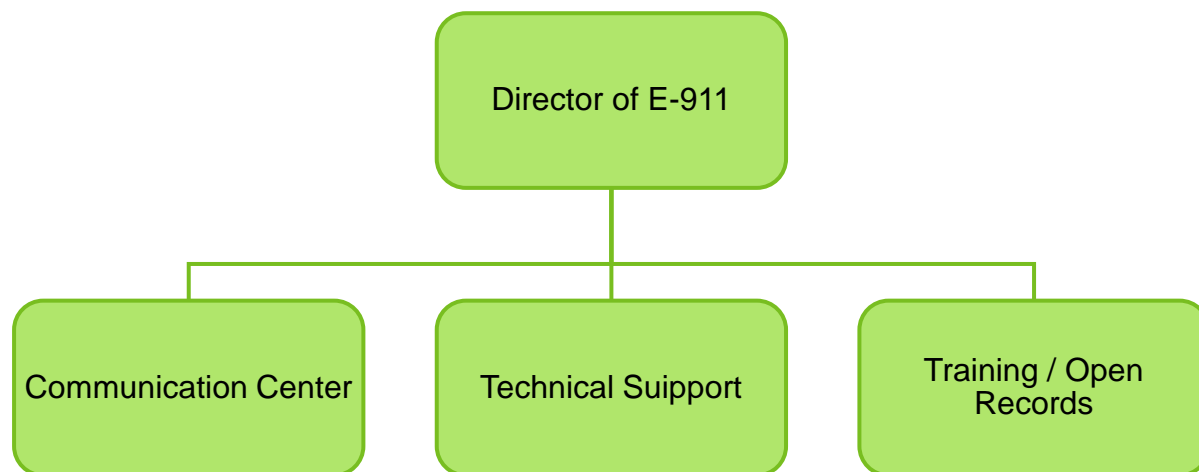 Director of E-911
Communication Center
Technical Suipport
Training / Open
Records